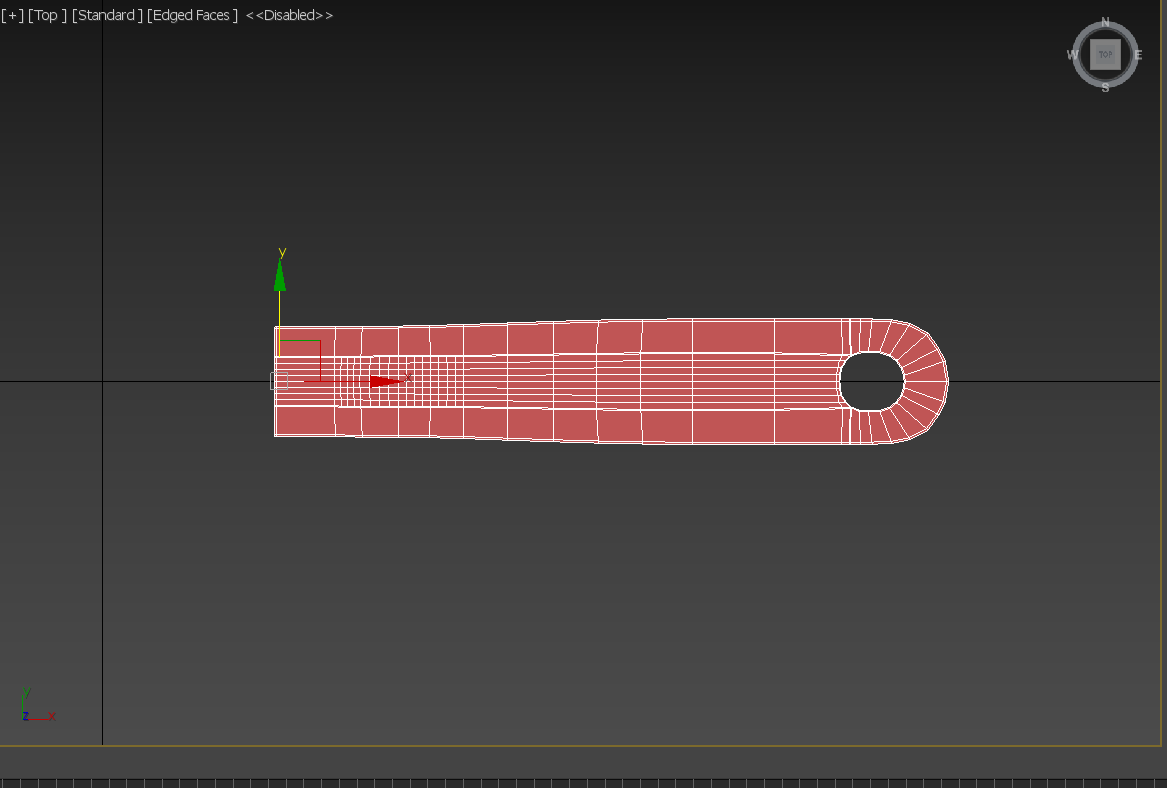 [+] [Top ] [Standard ] [Edged Faces ] <<Disabled>>
N
W TOP E
S
y
x
y
z x